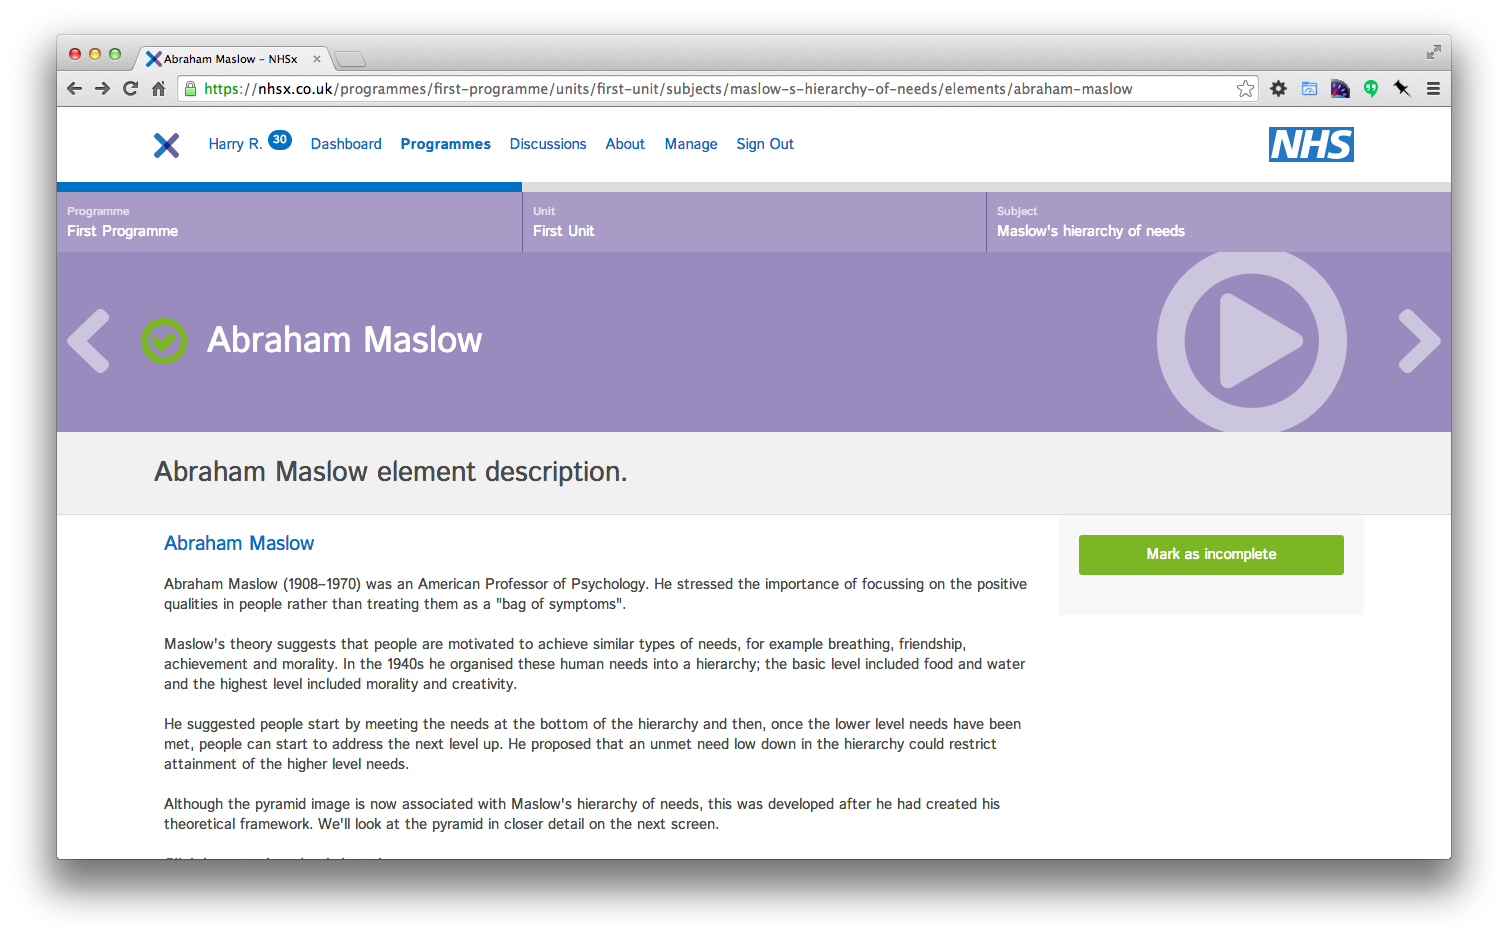 Abraham Maslow – NHSx
https://nhsx.co.uk/programmes/first-programme/units/first-unit/subjects/maslow-s-hierarchy-of-needs/elements/abraham-maslow
Harry R. 30 Dashboard Programmes Discussions About Manage Sign Out NHS
Programme
First Programme
Unit
First Unit
Subject
Maslow's hierarchy of needs
Abraham Maslow
Abraham Maslow element description.
Abraham Maslow
Mark as incomplete
Abraham Maslow (1908–1970) was an American Professor of Psychology. He stressed the importance of focussing on the positive
qualities in people rather than treating them as a "bag of symptoms".
Maslow's theory suggests that people are motivated to achieve similar types of needs, for example breathing, friendship,
achievement and morality. In the 1940s he organised these human needs into a hierarchy; the basic level included food and water
and the highest level included morality and creativity.
He suggested people start by meeting the needs at the bottom of the hierarchy and then, once the lower level needs have been
met, people can start to address the next level up. He proposed that an unmet need low down in the hierarchy could restrict
attainment of the higher level needs.
Although the pyramid image is now associated with Maslow's hierarchy of needs, this was developed after he had created his
theoretical framework. We'll look at the pyramid in closer detail on the next screen.